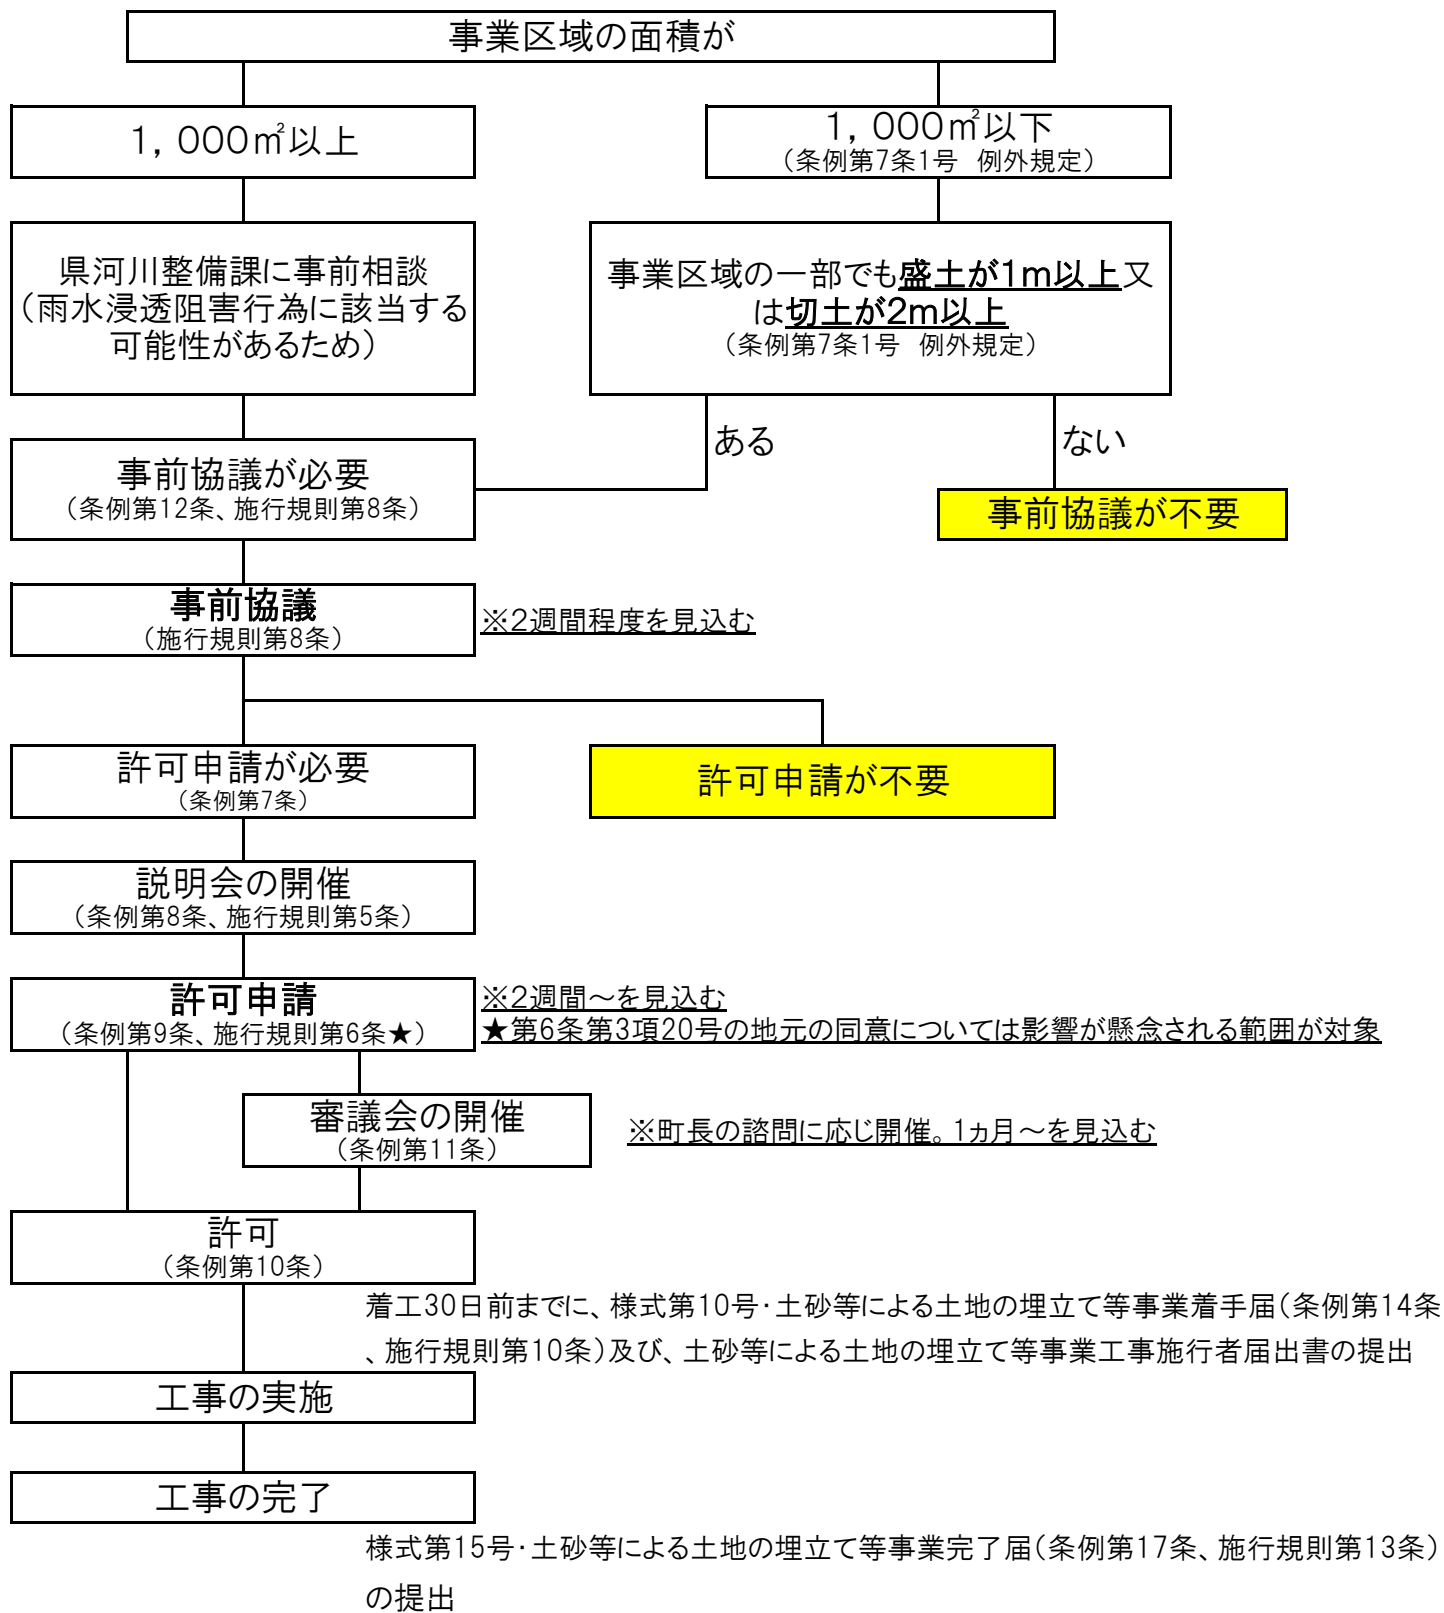 事業区域の面積が
1,000㎡以上
1,000㎡以下
（条例第7条1号　例外規定）
県河川整備課に事前相談
（雨水浸透阻害行為に該当する
可能性があるため）
事業区域の一部でも盛土が1m以上又
は切土が2m以上
（条例第7条1号　例外規定）
ある
ない
事前協議が必要
（条例第12条、施行規則第8条）
事前協議が不要
事前協議
（施行規則第8条）
※2週間程度を見込む
許可申請が必要
（条例第7条）
許可申請が不要
説明会の開催
（条例第8条、施行規則第5条）
許可申請
（条例第9条、施行規則第6条★）
※2週間～を見込む
★第6条第3項20号の地元の同意については影響が懸念される範囲が対象
審議会の開催
（条例第11条）
※町長の諮問に応じ開催。1ヵ月～を見込む
許可
（条例第10条）
着工30日前までに、様式第10号・土砂等による土地の埋立て等事業着手届（条例第14条
、施行規則第10条）及び、土砂等による土地の埋立て等事業工事施行者届出書の提出
工事の実施
工事の完了
様式第15号・土砂等による土地の埋立て等事業完了届（条例第17条、施行規則第13条）
の提出